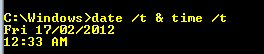 C:\Windows>date /t & time /t
Fri 17/02/2012
12:33 AM